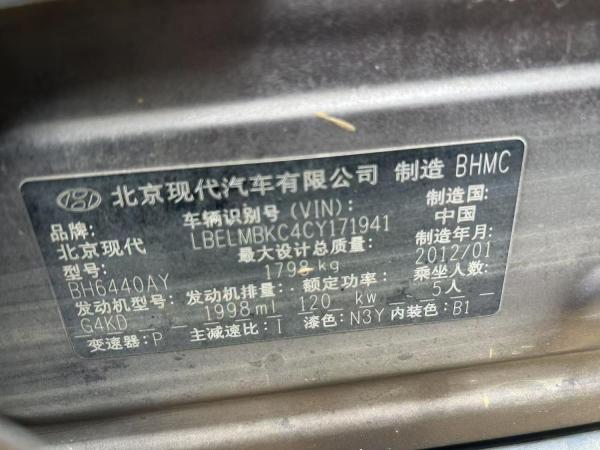 北京现代汽车有限公司 制造 BHMC
品牌: 车辆识别号(VIN): 制造国:
北京现代 LBELMBKC4CY171941 中国
型号: 最大设计总质量: 制造年月:
BH6440AY 1795 kg 2012/01
发动机型号: 发动机排量: 额定功率: 乘坐人数:
G4KD 1998ml 120 kw 5人
变速器:P 主减速比:I 漆色:N3Y 内装色:B1